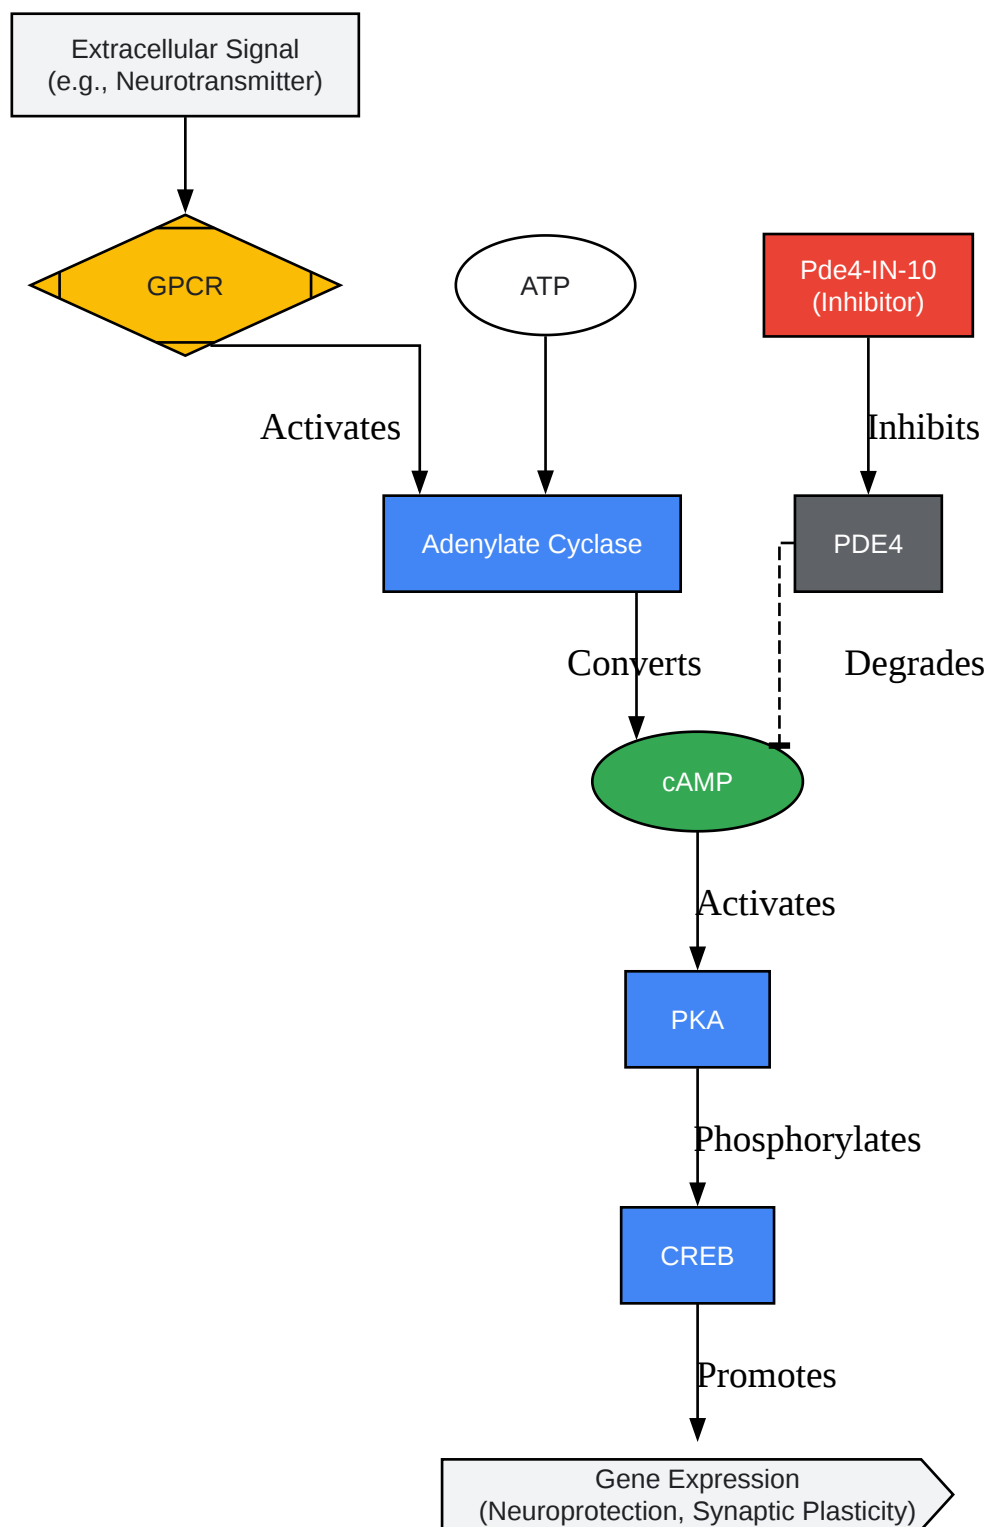 Extracellular Signal
(e.g., Neurotransmitter)
GPCR
ATP
Pde4-IN-10
(Inhibitor)
Activates
Inhibits
Adenylate Cyclase
PDE4
Converts
Degrades
cAMP
Activates
PKA
Phosphorylates
CREB
Promotes
Gene Expression
(Neuroprotection, Synaptic Plasticity)